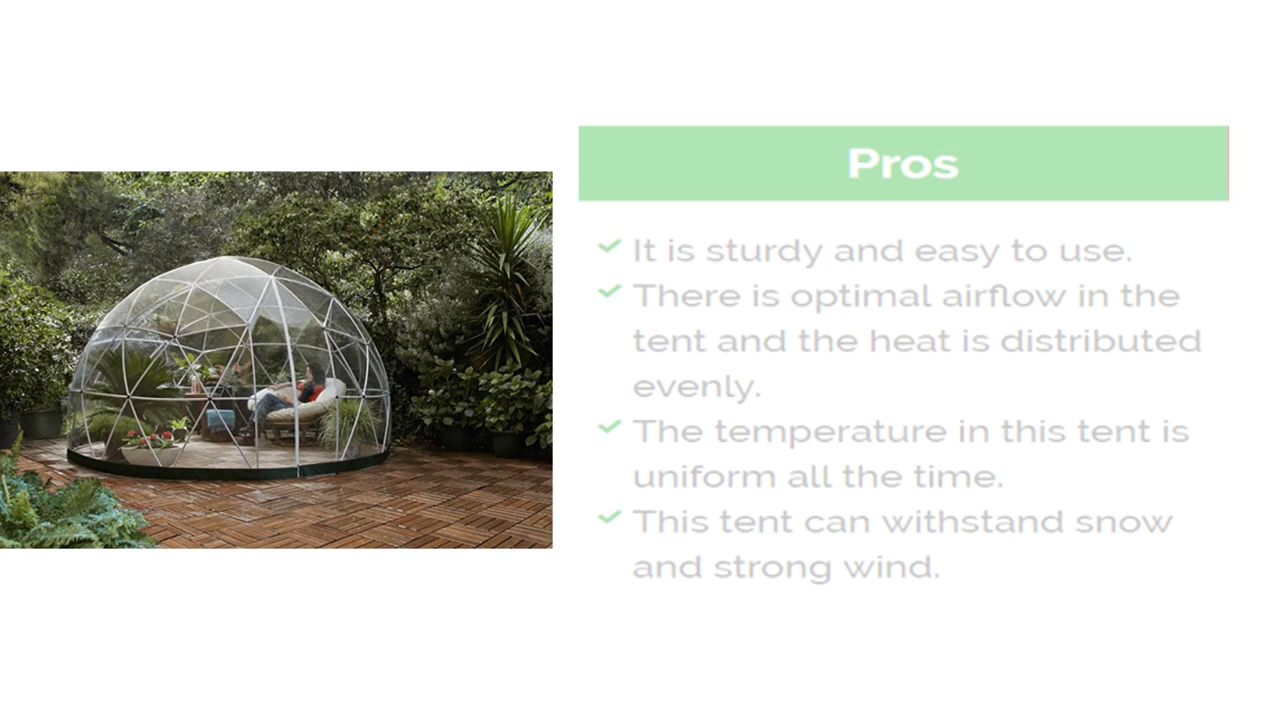 Pros
It is sturdy and easy to use.
There is optimal airflow in the
tent and the heat is distributed
evenly.
The temperature in this tent is
uniform all the time.
This tent can withstand snow
and strong wind.